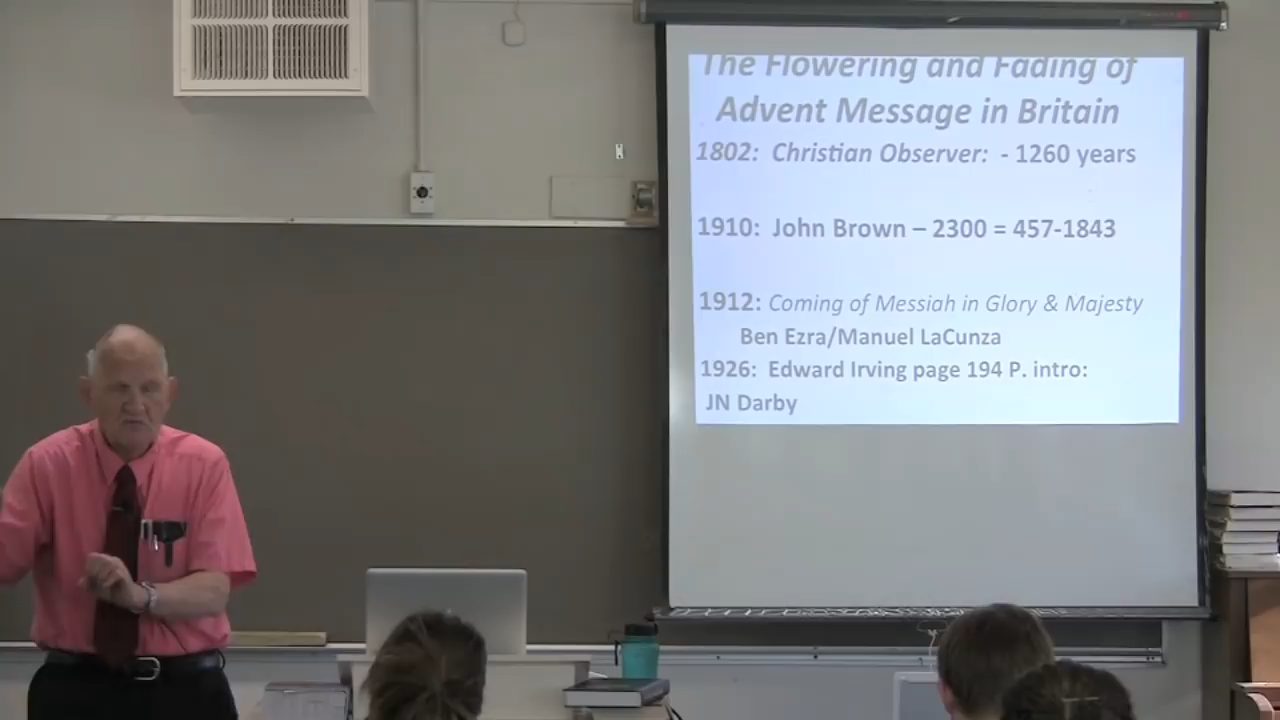 The Flowering and Fading of
Advent Message in Britain
1802: Christian Observer: - 1260 years
1910: John Brown – 2300 = 457-1843
1912: Coming of Messiah in Glory & Majesty
Ben Ezra/Manuel LaCunza
1926: Edward Irving page 194 P. intro:
JN Darby